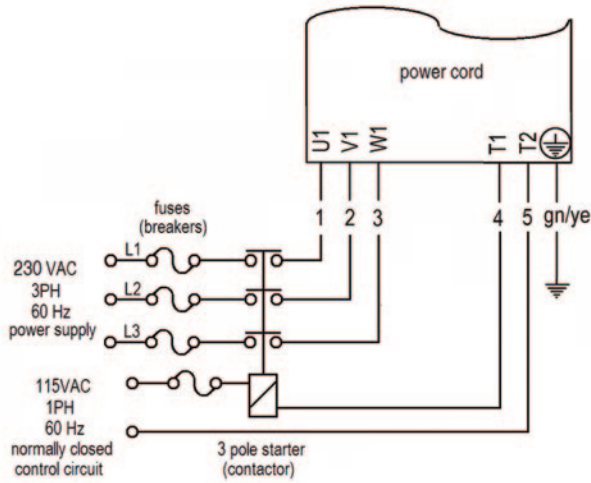 power cord
U1
V1
W1
T1
T2
1
2
3
4
5
gn/ye
fuses
(breakers)
L1
L2
L3
230 VAC
3PH
60 Hz
power supply
115VAC
1PH
60 Hz
normally closed
control circuit
3 pole starter
(contactor)